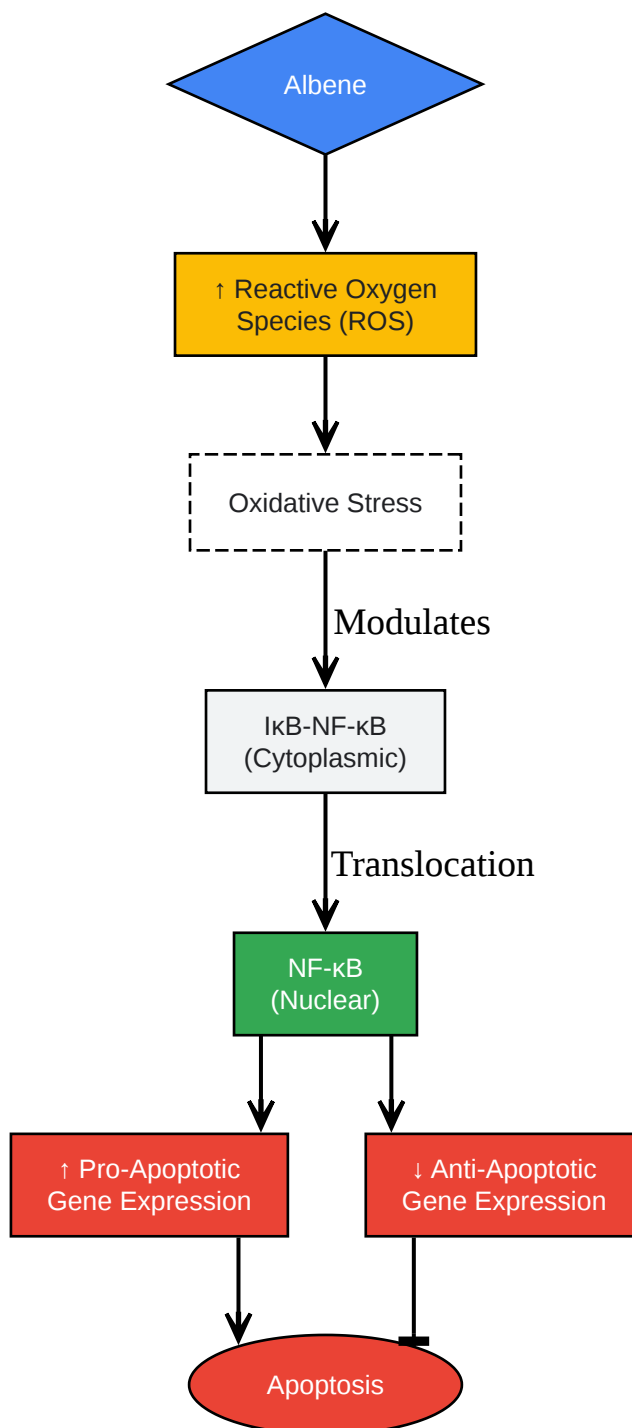 Albene
↑ Reactive Oxygen
Species (ROS)
Oxidative Stress
Modulates
IκB-NF-κB
(Cytoplasmic)
Translocation
NF-κB
(Nuclear)
↑ Pro-Apoptotic
Gene Expression
↓ Anti-Apoptotic
Gene Expression
Apoptosis